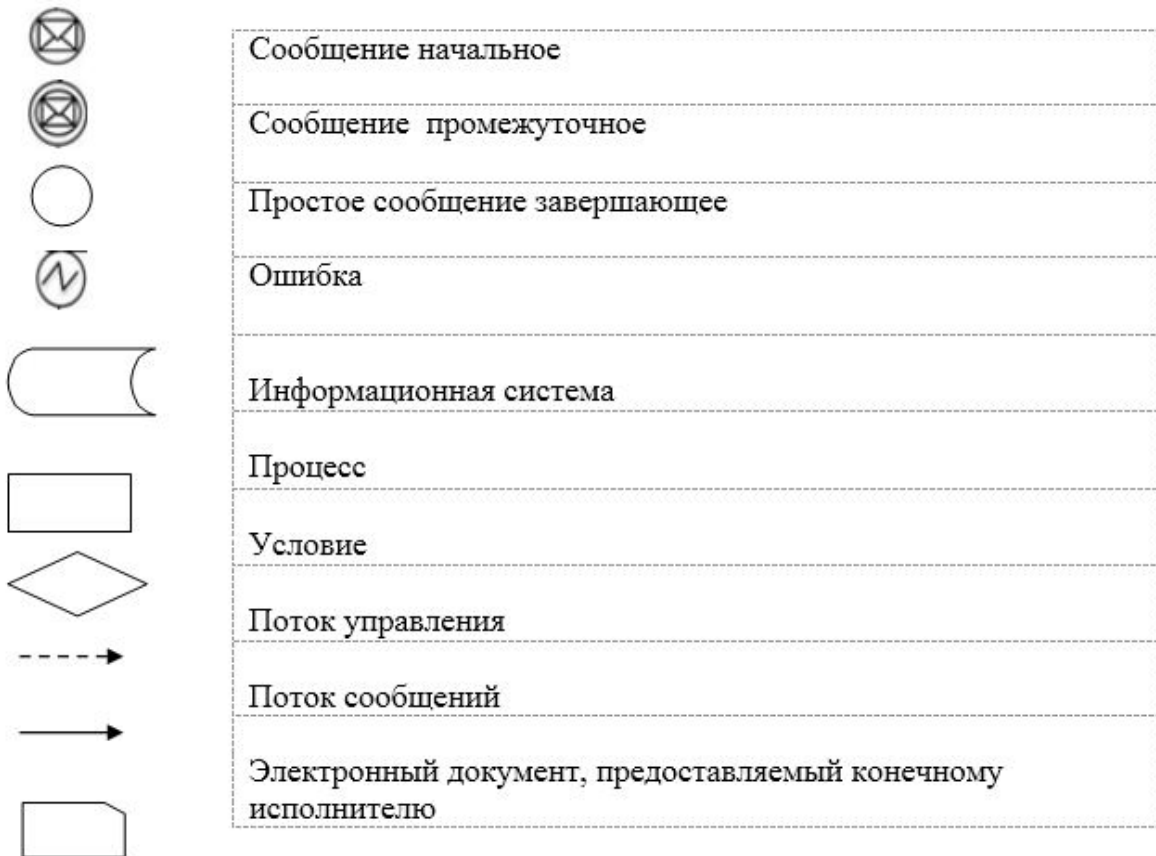 Сообщение начальное
Сообщение промежуточное
Простое сообщение завершающее
Ошибка
Информационная система
Процесс
Условие
Поток управления
Поток сообщений
Электронный документ, предоставляемый конечному
исполнителю